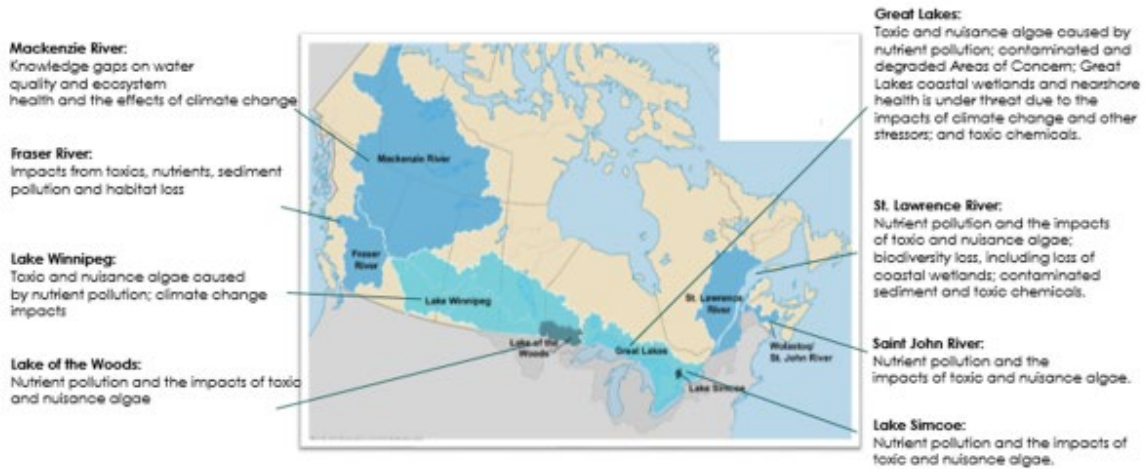 Mackenzie River:
Knowledge gaps on water
quality and ecosystem
health and the effects of climate change
Fraser River:
Impacts from toxics, nutrients, sediment
pollution and habitat loss
Lake Winnipeg:
Toxic and nuisance algae caused
by nutrient pollution; climate change
impacts
Lake of the Woods:
Nutrient pollution and the impacts of toxic
and nuisance algae
Mackenzie River
Fraser
River
Lake Winnipeg
Lake of the
Woods
Great Lakes
St. Lawrence
River
Wolastoq/
St. John River
Lake Simcoe
Great Lakes:
Toxic and nuisance algae caused by
nutrient pollution; contaminated and
degraded Areas of Concern; Great
Lakes coastal wetlands and nearshore
health is under threat due to the
impacts of climate change and other
stressors; and toxic chemicals.
St. Lawrence River:
Nutrient pollution and the impacts
of toxic and nuisance algae;
biodiversity loss, including loss of
coastal wetlands; contaminated
sediment and toxic chemicals.
Saint John River:
Nutrient pollution and the
impacts of toxic and nuisance algae.
Lake Simcoe:
Nutrient pollution and the impacts of
toxic and nuisance algae.